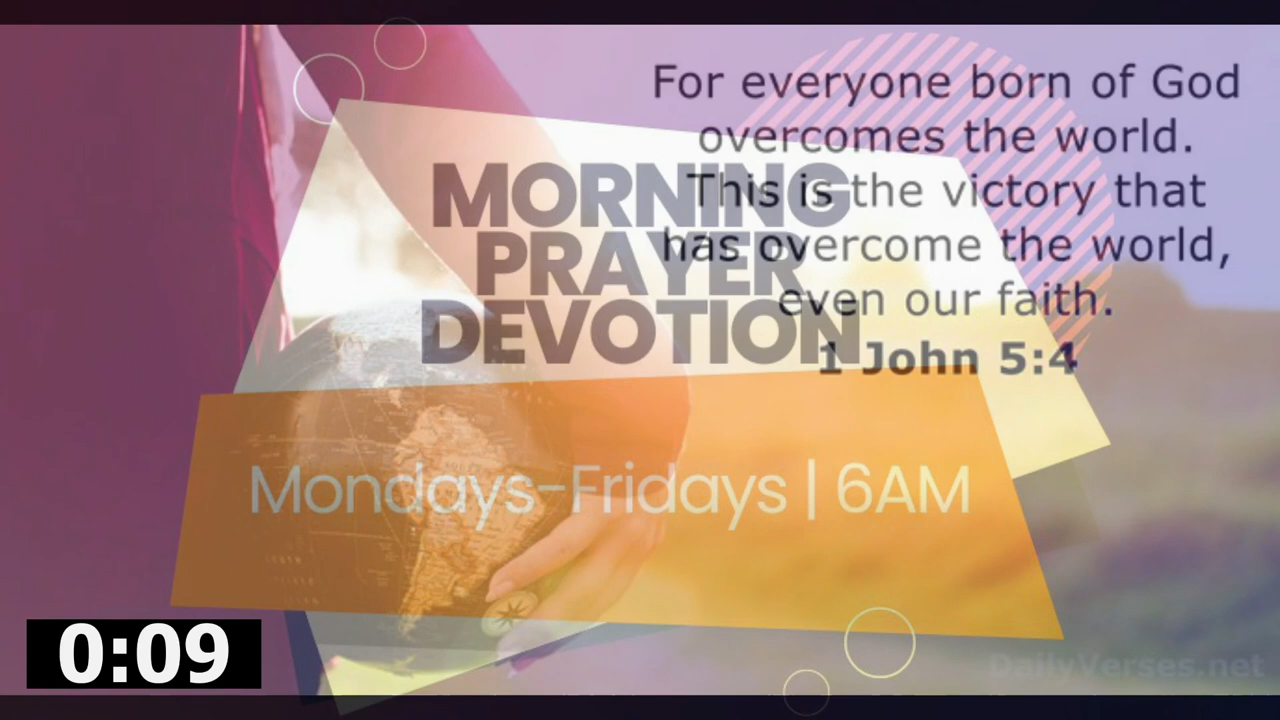 For everyone born of God
overcomes the world.
This is the victory that
has overcome the world,
even our faith.
1 John 5:4
MORNING
PRAYER
DEVOTION
Mondays-Fridays | 6AM
0:09
DailyVerses.net